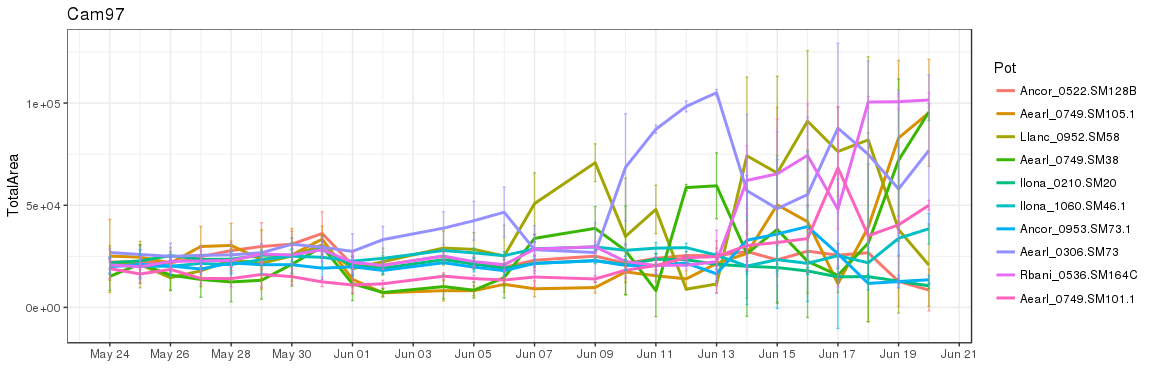 Cam97
TotalArea
1e+05
5e+04
0e+00
May 24 May 26 May 28 May 30 Jun 01 Jun 03 Jun 05 Jun 07 Jun 09 Jun 11 Jun 13 Jun 15 Jun 17 Jun 19 Jun 21
Pot
Ancor_0522.SM128B
Aearl_0749.SM105.1
Llanc_0952.SM58
Aearl_0749.SM38
Ilona_0210.SM20
Ilona_1060.SM46.1
Ancor_0953.SM73.1
Aearl_0306.SM73
Rbani_0536.SM164C
Aearl_0749.SM101.1